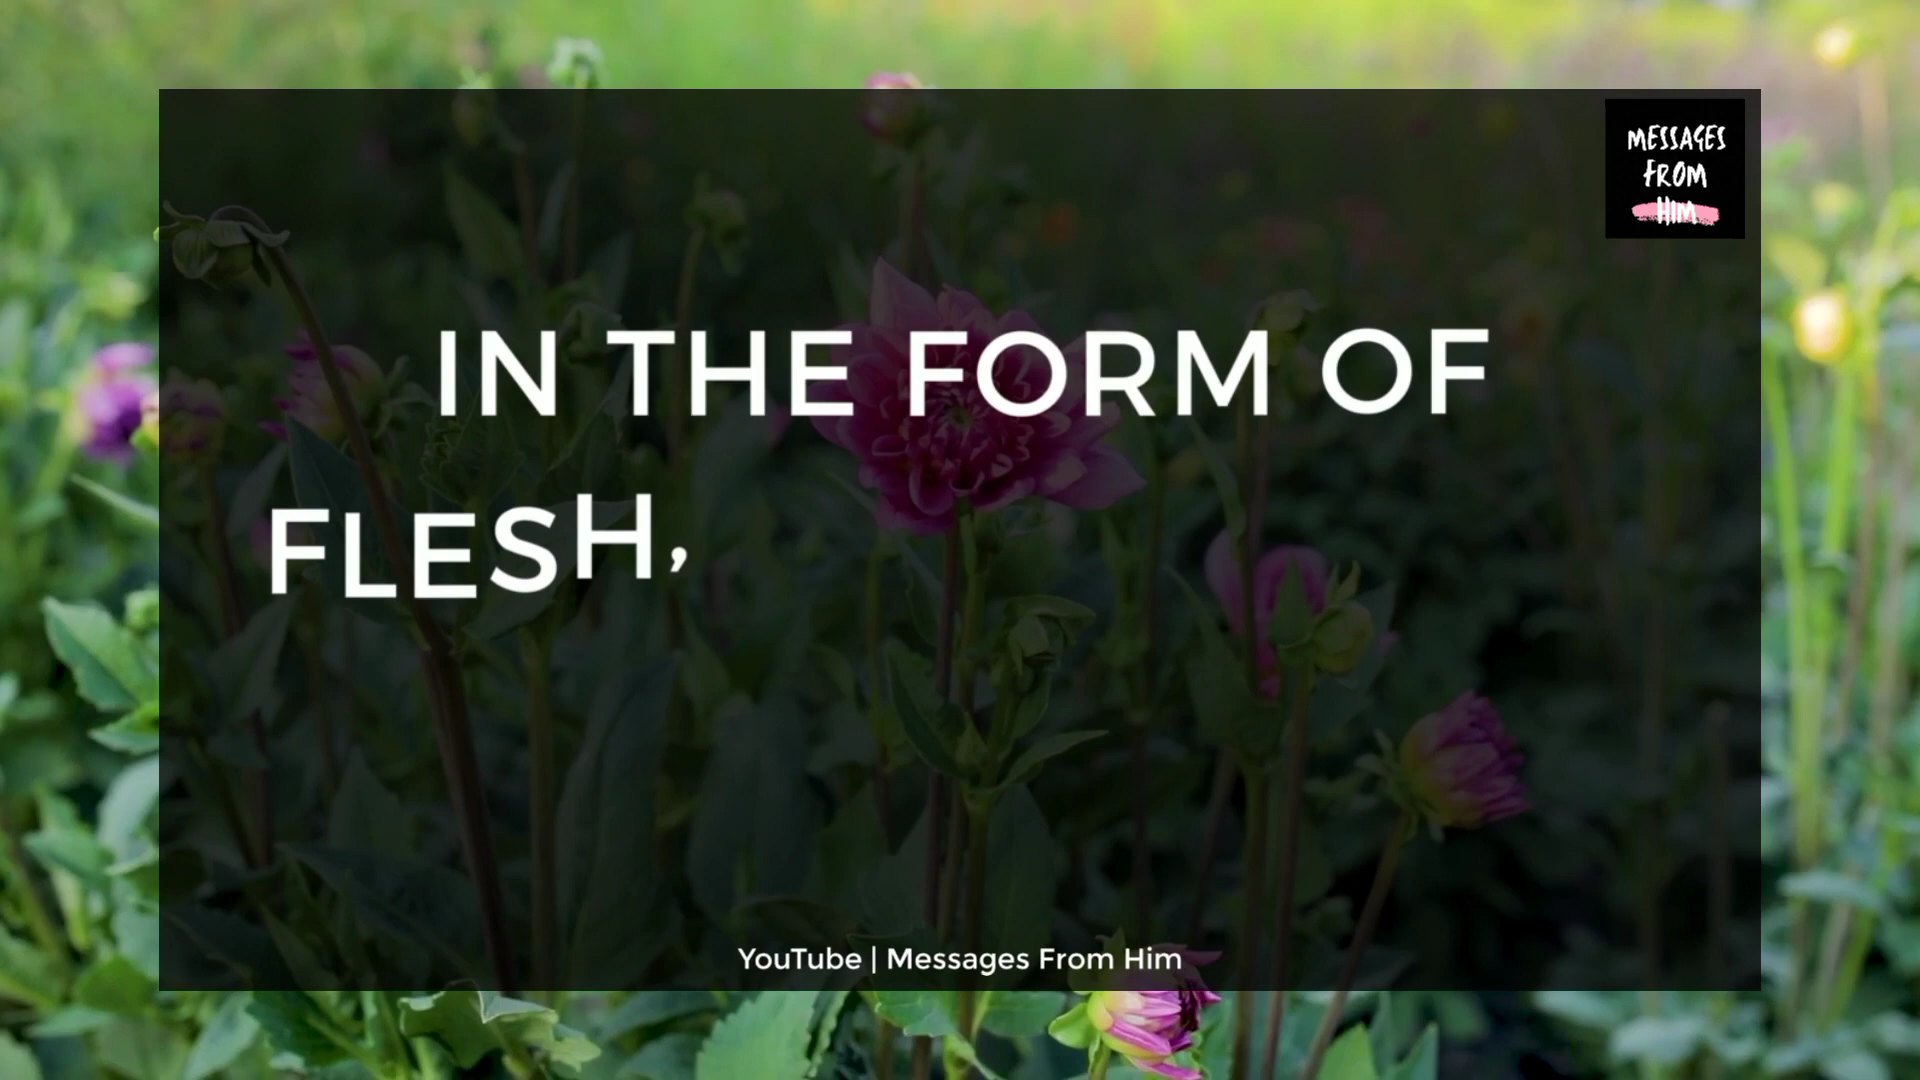 MESSAGES
FROM
HIM
IN THE FORM OF
FLESH,
YouTube | Messages From Him